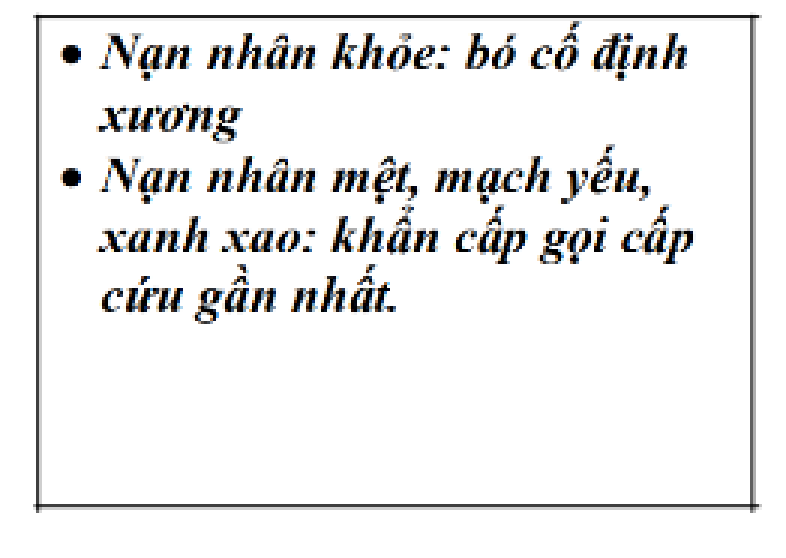 • Nạn nhân khỏe: bó cố định
xương
• Nạn nhân mệt, mạch yếu,
xanh xao: khẩn cấp gọi cấp
cứu gần nhất.